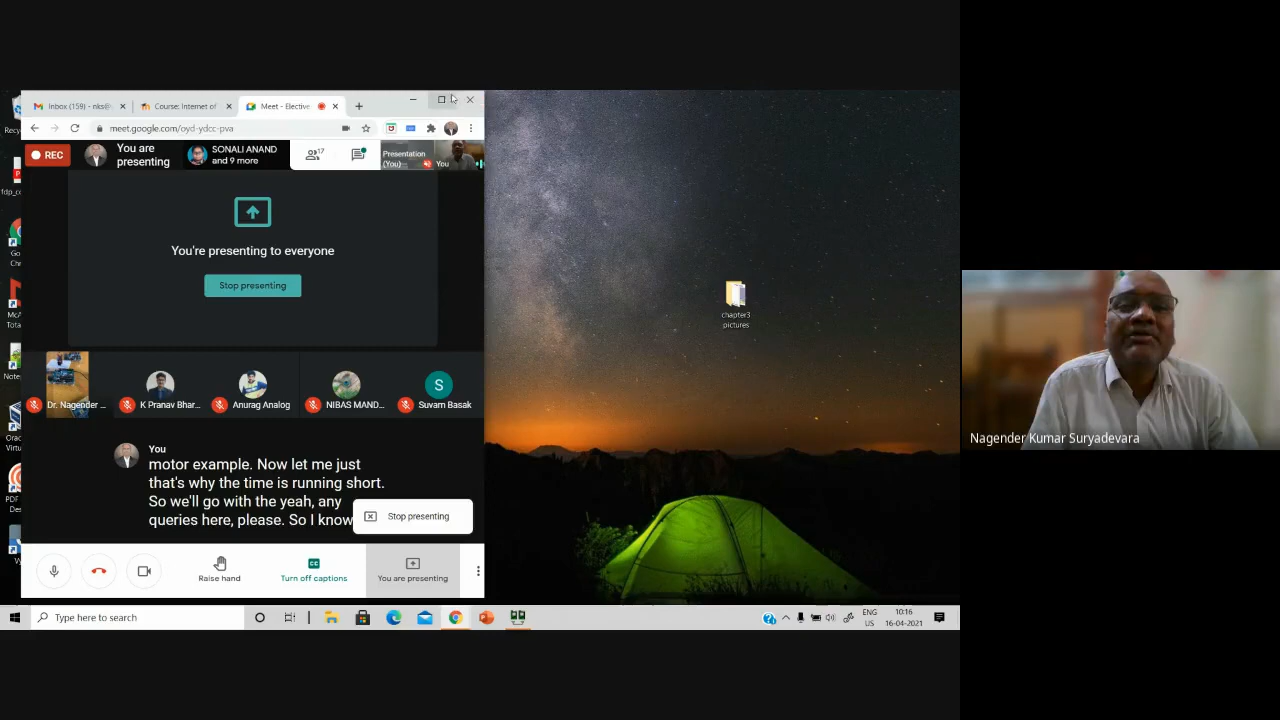 Inbox (159) - nks@
Course: Internet of
Meet - Elective
meet.google.com/oyd-ydcc-pva
REC
You are
presenting
SONALI ANAND
and 9 more
17
Presentation
(You)
You
You're presenting to everyone
Stop presenting
Dr. Nagender ...
K Pranav Bhar...
Anurag Analog
NIBAS MAND...
S
Suvam Basak
You
motor example. Now let me just
that's why the time is running short.
So we'll go with the yeah, any
queries here, please. So I know
Stop presenting
Raise hand
CC
Turn off captions
You are presenting
chapter3
pictures
Nagender Kumar Suryadevara
Type here to search
ENG
US
10:16
16-04-2021